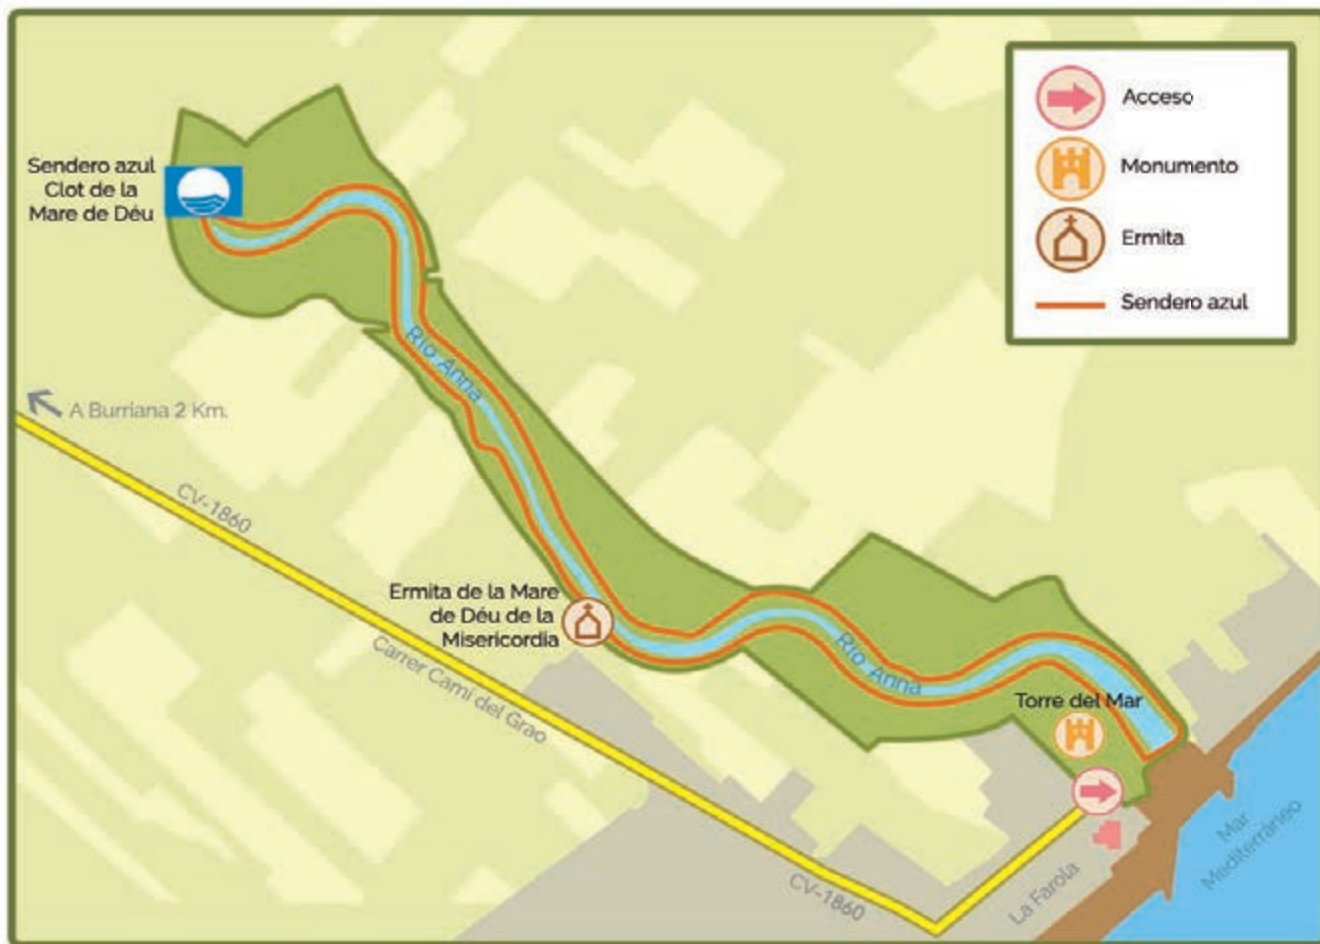 Sendero azul
Clot de la
Mare de Déu
Acceso
Monumento
Ermita
Sendero azul
Río Anna
A Burriana 2 Km.
CV-1860
Ermita de la Mare
de Déu de la
Misericordia
Carrer Camí del Grao
Río Anna
Torre del Mar
CV-1860
La Farola
Mar
Mediterráneo